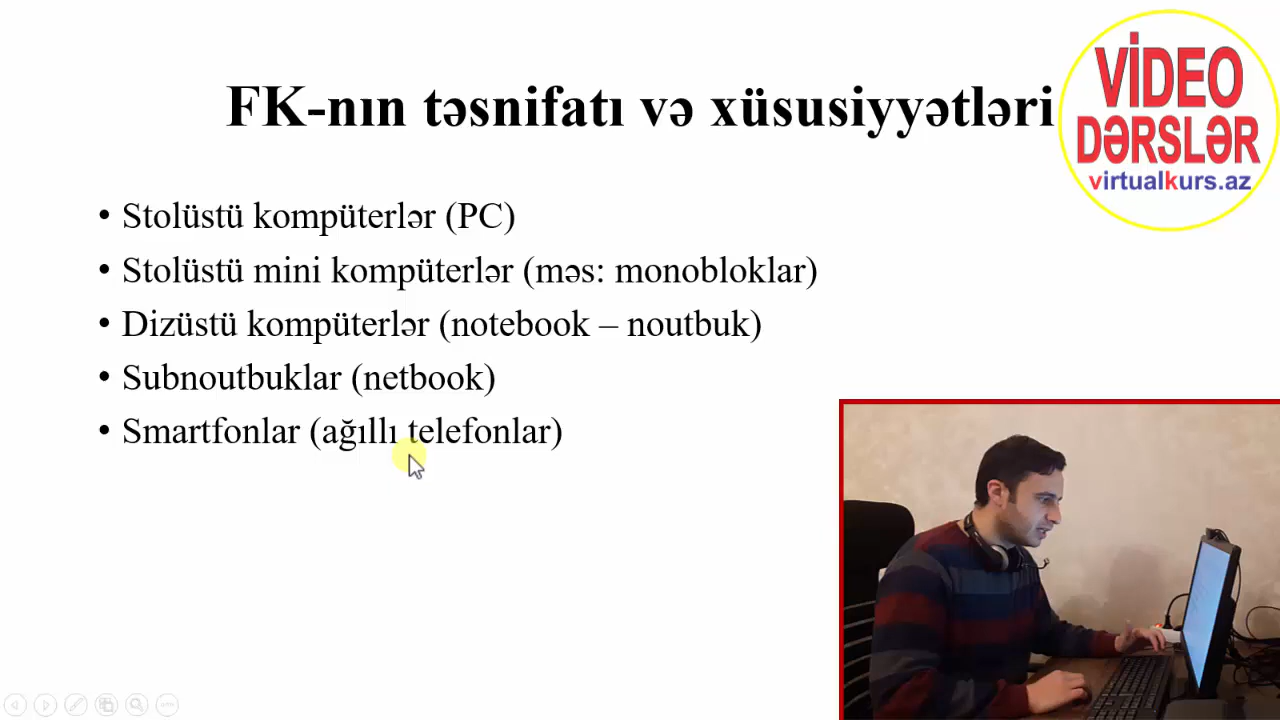 FK-nın təsnifatı və xüsusiyyətləri
VİDEO
DƏRSLƏR
virtualkurs.az
• Stolüstü kompüterlər (PC)
• Stolüstü mini kompüterlər (məs: monobloklar)
• Dizüstü kompüterlər (notebook – noutbuk)
• Subnoutbuklar (netbook)
• Smartfonlar (ağıllı telefonlar)